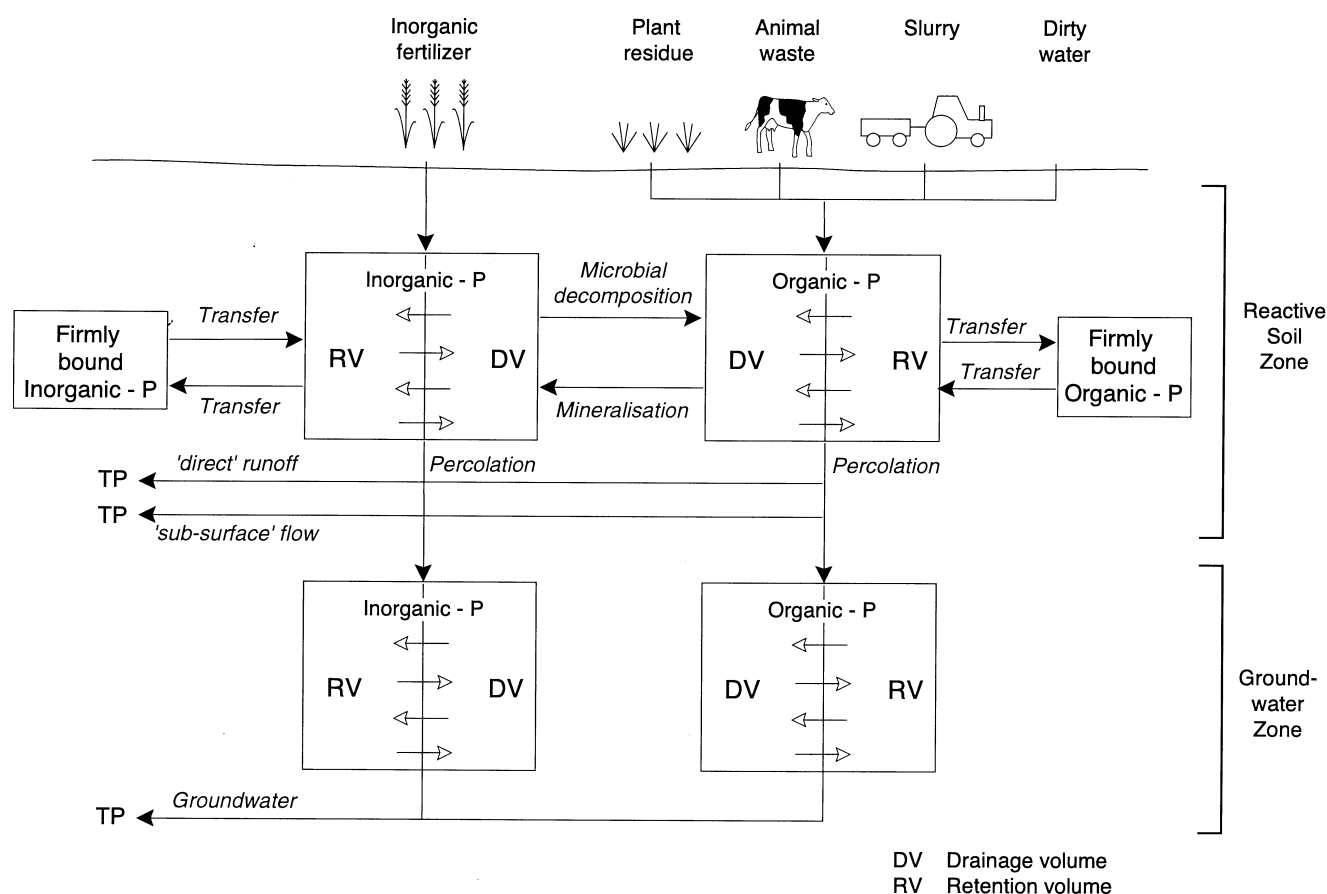 Inorganic
fertilizer
Plant
residue
Animal
waste
Slurry
Dirty
water
Inorganic - P
RV
DV
Microbial
decomposition
Mineralisation
Organic - P
DV
RV
Transfer
Transfer
Firmly
bound
Inorganic - P
Transfer
Transfer
Firmly
bound
Organic - P
Reactive
Soil
Zone
'direct' runoff
TP
Percolation
Percolation
TP
'sub-surface' flow
Inorganic - P
RV
DV
Organic - P
DV
RV
Ground-
water
Zone
Groundwater
TP
DV Drainage volume
RV Retention volume